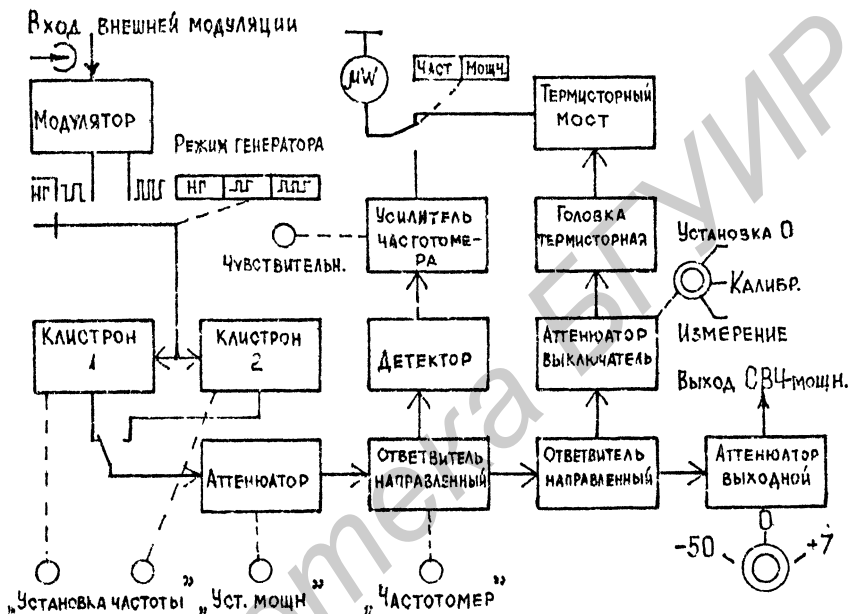 Вход внешней модуляции
Модулятор
Режим генератора
НГ
НГ
μW
Част Мощн.
Термисторный
мост
Усилитель
частотоме-
ра
Чувствительн.
Головка
термисторная
Установка 0
Калибр.
Измерение
Клистрон
1
Клистрон
2
Детектор
Аттенюатор
выключатель
Выход СВЧ-мощн.
Аттенюатор
Ответвитель
направленный
Ответвитель
направленный
Аттенюатор
выходной
0
-50
+7
„Установка частоты”
„Уст. мощн”
„Частотомер”
библиотека БГУИР